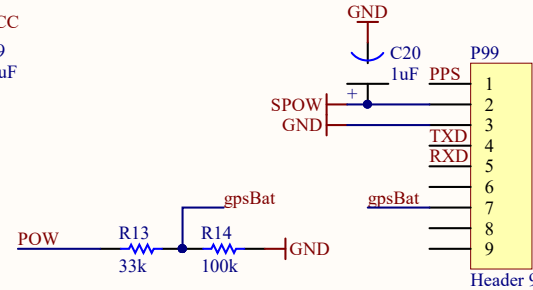 CC
9
uF
GND
C20
1uF
+
P99
PPS
1
SPOW
2
GND
3
TXD
4
RXD
5
6
gpsBat
7
8
9
Header 9
gpsBat
POW
R13
33k
R14
100k
GND